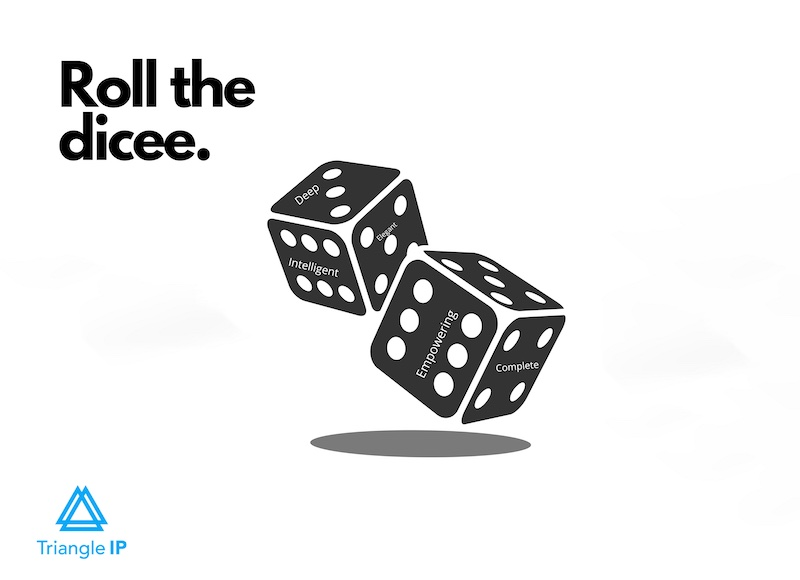 Roll the
dicee.
Deep
Elegant
Intelligent
Empowering
Complete
Triangle IP